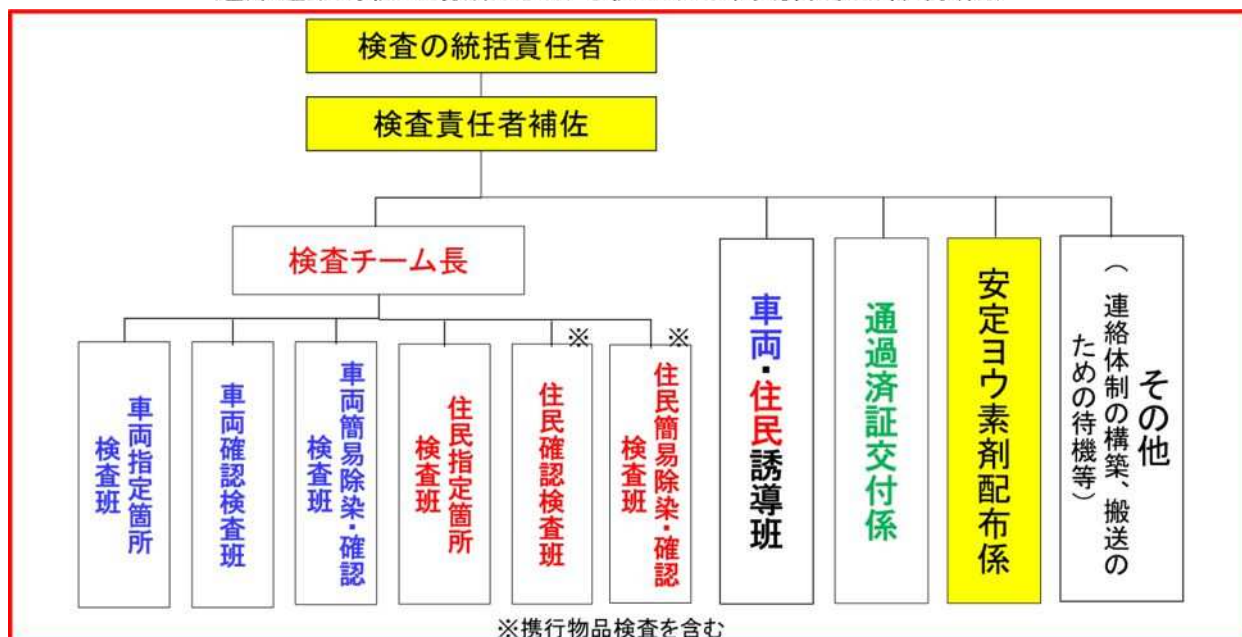 検査の統括責任者
検査責任者補佐
検査チーム長
車両指定箇所
検査班
車両確認検査班
車両簡易除染・確認
検査班
住民指定箇所
検査班
※
住民確認検査班
※
住民簡易除染・確認
検査班
車両・住民誘導班
通過済証交付係
安定ヨウ素剤配布係
その他
(連絡体制の構築、搬送の
ための待機等)
※携行物品検査を含む